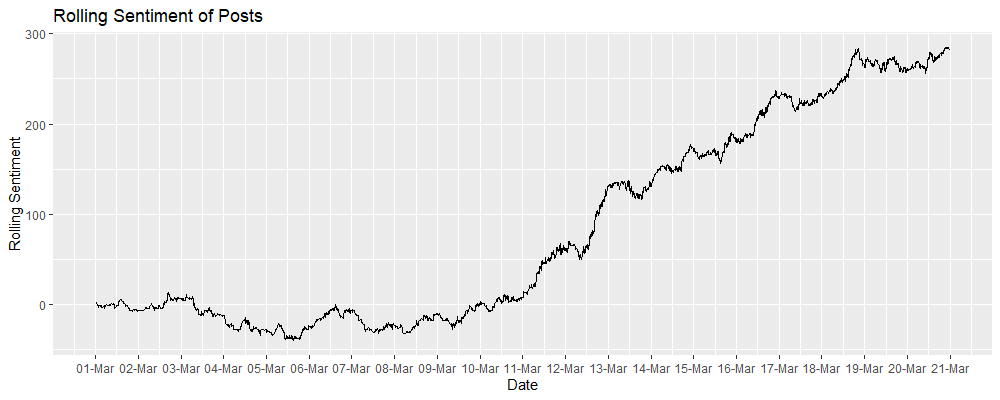 Rolling Sentiment of Posts
Rolling Sentiment
300
200
100
0
01-Mar 02-Mar 03-Mar 04-Mar 05-Mar 06-Mar 07-Mar 08-Mar 09-Mar 10-Mar 11-Mar 12-Mar 13-Mar 14-Mar 15-Mar 16-Mar 17-Mar 18-Mar 19-Mar 20-Mar 21-Mar
Date